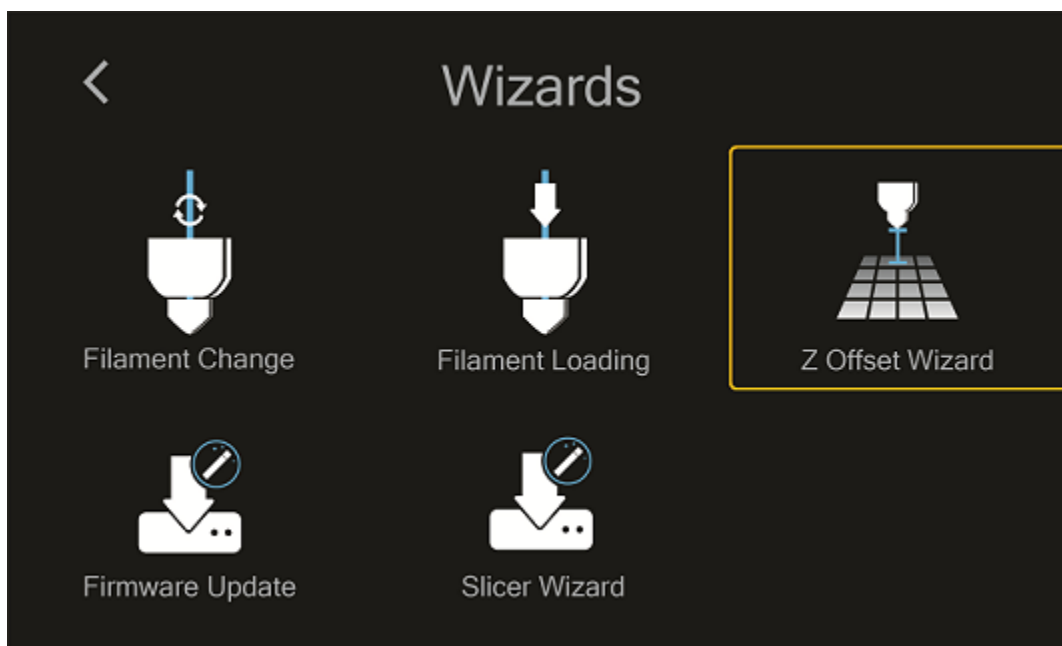 Wizards
Filament Change
Filament Loading
Z Offset Wizard
Firmware Update
Slicer Wizard